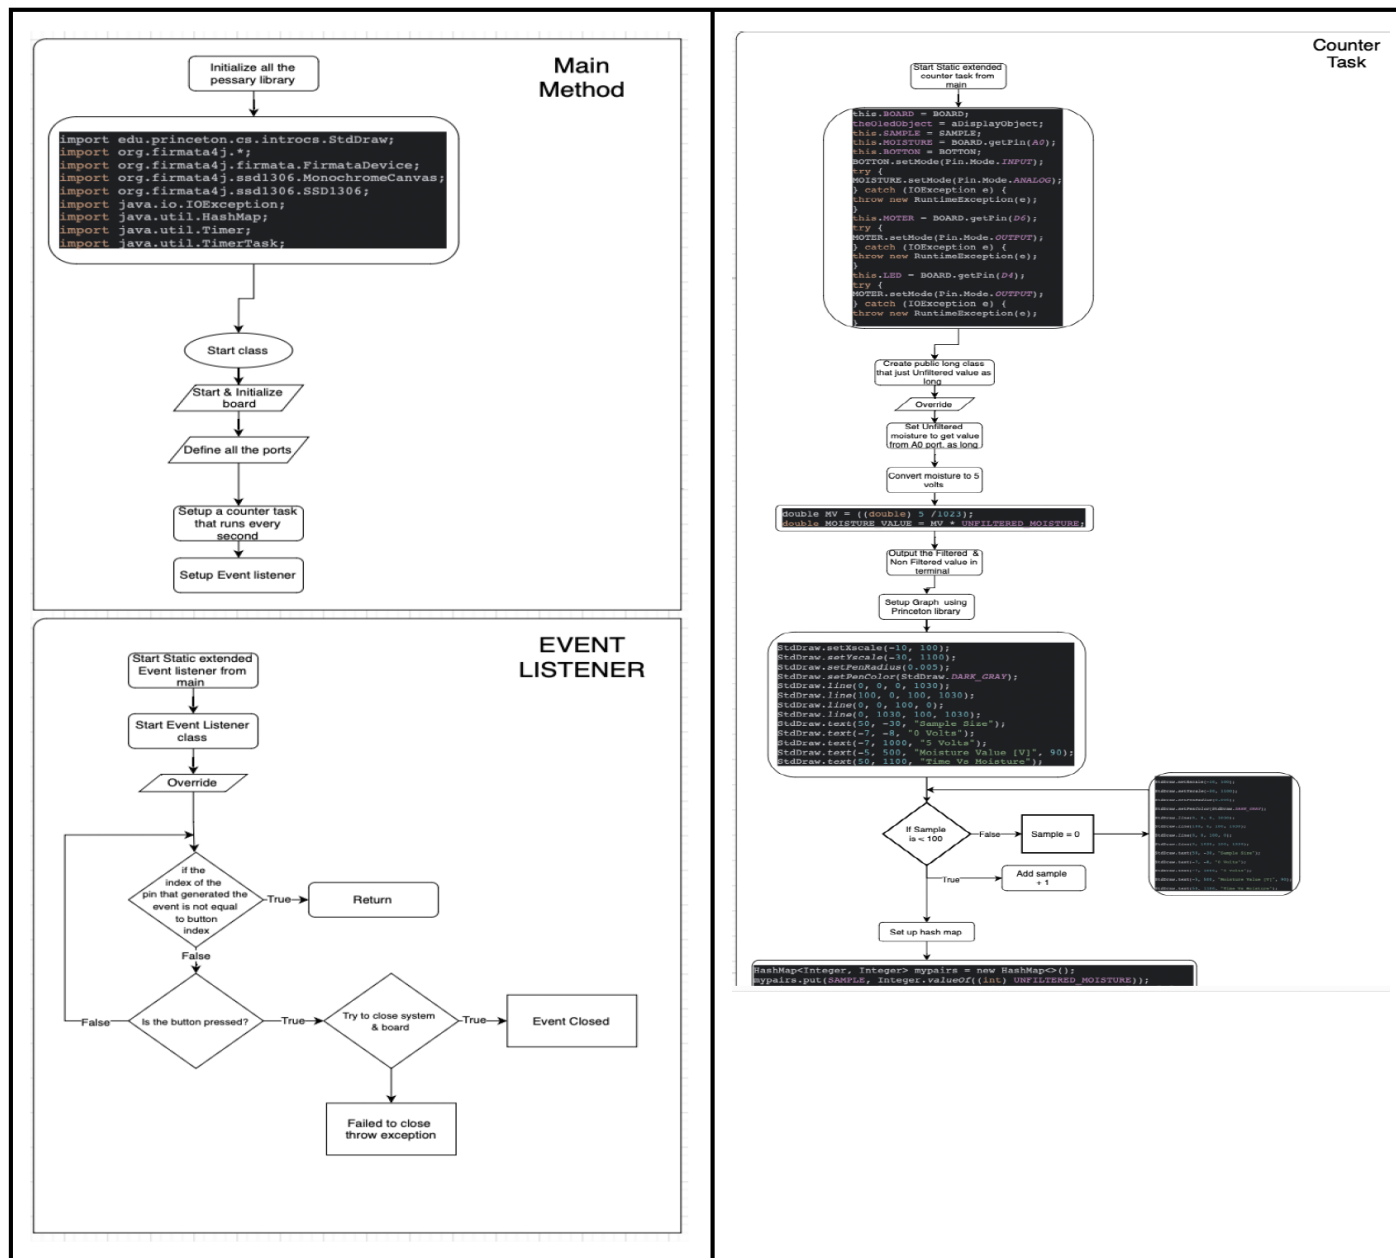 Main
Method
Initialize all the
pessary library
import edu.princeton.cs.introcs.StdDraw;
import org.firmata4j.*;
import org.firmata4j.firmata.FirmataDevice;
import org.firmata4j.ssd1306.MonochromeCanvas;
import org.firmata4j.ssd1306.SSD1306;
import java.io.IOException;
import java.util.HashMap;
import java.util.Timer;
import java.util.TimerTask;
Start class
Start & Initialize
board
Define all the ports
Setup a counter task
that runs every
second
Setup Event listener
EVENT
LISTENER
Start Static extended
Event listener from
main
Start Event Listener
class
Override
if the
index of the
pin that generated the
event is not equal
to button
index
True
Return
False
Is the button pressed?
False
True
Try to close system
& board
True
Event Closed
Failed to close
throw exception
Counter
Task
Start Static extended
counter task from
main
this.BOARD = BOARD;
theOledObject = aDisplayObject;
this.SAMPLE = SAMPLE;
this.MOISTURE = BOARD.getPin(A0);
this.BOTTON = BOTTON;
BOTTON.setMode(Pin.Mode.INPUT);
try {
MOISTURE.setMode(Pin.Mode.ANALOG);
} catch (IOException e) {
throw new RuntimeException(e);
}
this.MOTER = BOARD.getPin(D6);
try {
MOTER.setMode(Pin.Mode.OUTPUT);
} catch (IOException e) {
throw new RuntimeException(e);
}
this.LED = BOARD.getPin(D4);
try {
MOTER.setMode(Pin.Mode.OUTPUT);
} catch (IOException e) {
throw new RuntimeException(e);
}
Create public long class
that just Unfiltered value as
long
Override
Set Unfiltered
moisture to get value
from A0 port. as long
Convert moisture to 5
volts
double MV = ((double) 5 /1023);
double MOISTURE_VALUE = MV * UNFILTERED_MOISTURE;
Output the Filtered &
Non Filtered value in
terminal
Setup Graph using
Princeton library
StdDraw.setXscale(-10, 100);
StdDraw.setYscale(-30, 1100);
StdDraw.setPenRadius(0.005);
StdDraw.setPenColor(StdDraw.DARK_GRAY);
StdDraw.line(0, 0, 0, 1030);
StdDraw.line(100, 0, 100, 1030);
StdDraw.line(0, 0, 100, 0);
StdDraw.line(0, 1030, 100, 1030);
StdDraw.text(50, -30, "Sample Size");
StdDraw.text(-7, -8, "0 Volts");
StdDraw.text(-7, 1000, "5 Volts");
StdDraw.text(-5, 500, "Moisture Value [V]", 90);
StdDraw.text(50, 1100, "Time Vs Moisture");
If Sample
is < 100
False
Sample = 0
True
Add sample
+ 1
Set up hash map
HashMap<Integer, Integer> mypairs = new HashMap<>();
mypairs.put(SAMPLE, Integer.valueOf((int) UNFILTERED_MOISTURE));